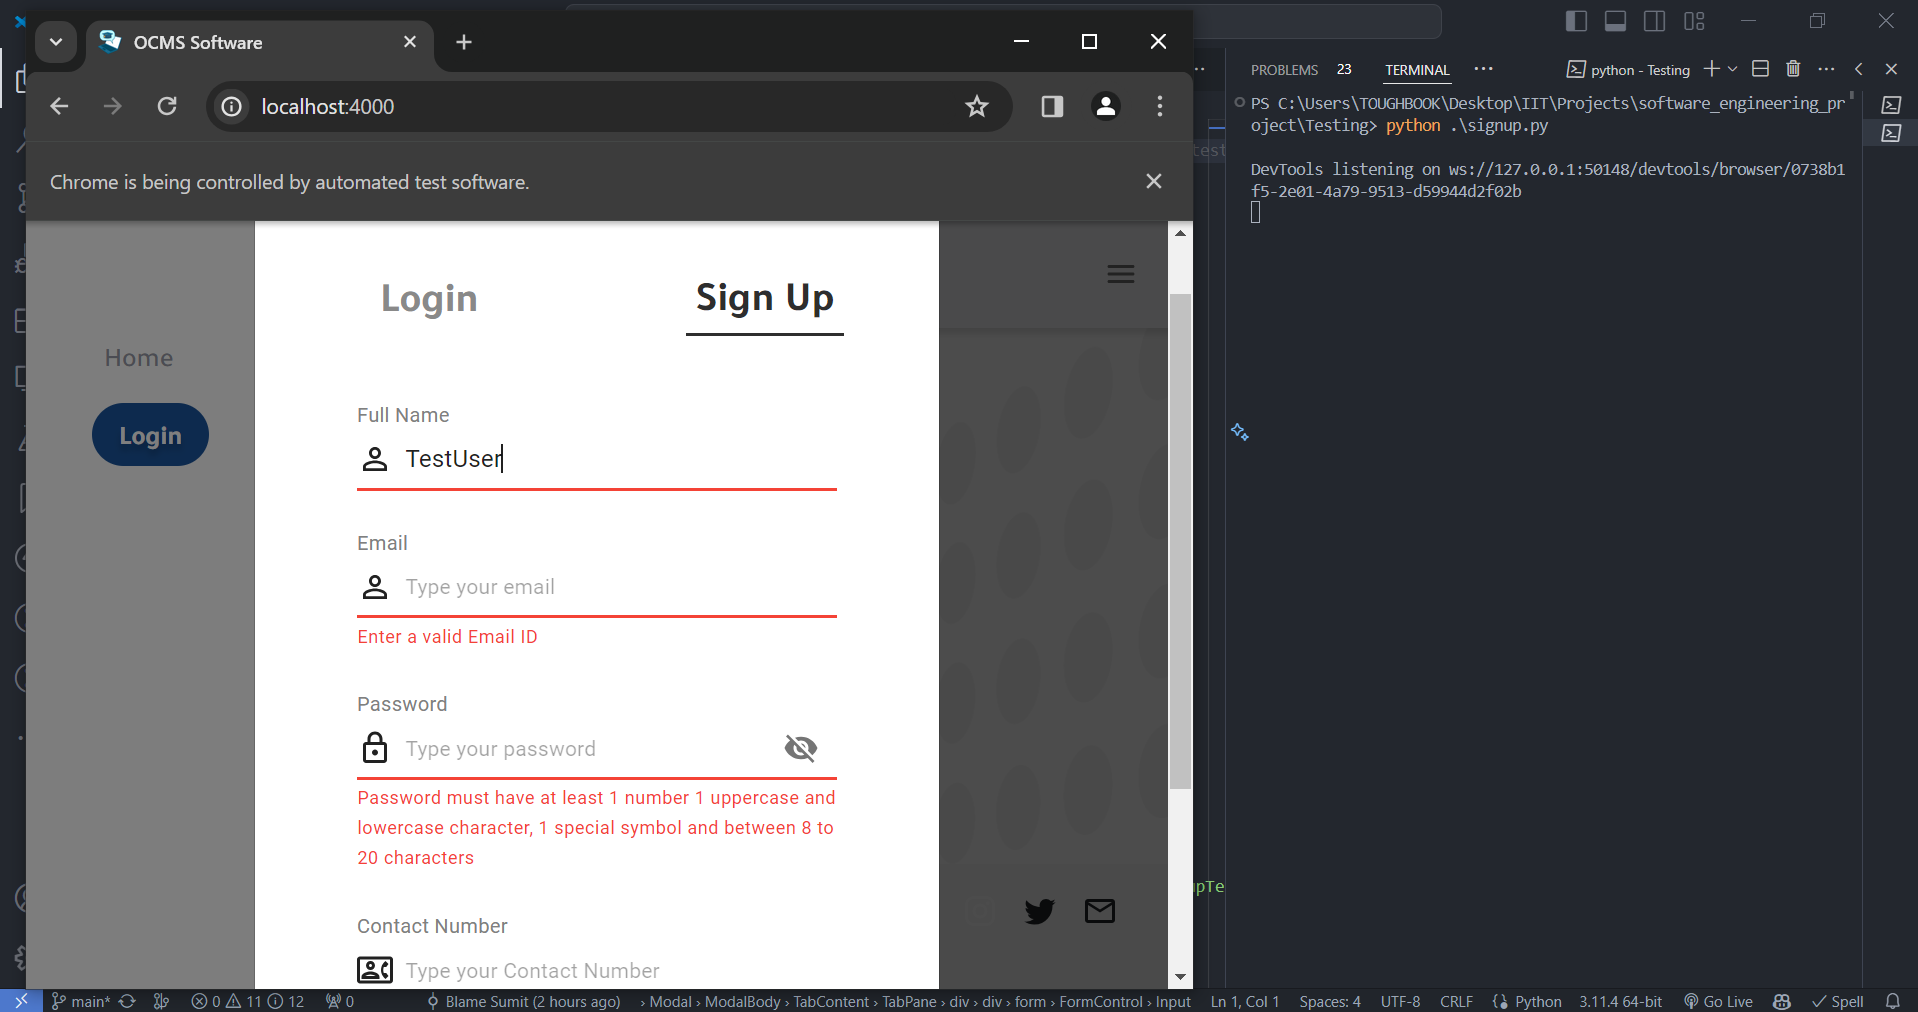 OCMS Software
localhost:4000
Chrome is being controlled by automated test software.
Login
Sign Up
Home
Login
Full Name
TestUser
Email
Type your email
Enter a valid Email ID
Password
Type your password
Password must have at least 1 number 1 uppercase and
lowercase character, 1 special symbol and between 8 to
20 characters
Contact Number
Type your Contact Number
PROBLEMS 23 TERMINAL ··· python - Testing
PS C:\Users\TOUGHBOOK\Desktop\IIT\Projects\software_engineering_pr
oject\Testing> python .\signup.py
DevTools listening on ws://127.0.0.1:50148/devtools/browser/0738b1
f5-2e01-4a79-9513-d59944d2f02b
test
upTe
main* 0 11 12 0 Blame Sumit (2 hours ago) › Modal › ModalBody › TabContent › TabPane › div › div › form › FormControl › Input Ln 1, Col 1 Spaces: 4 UTF-8 CRLF Python 3.11.4 64-bit Go Live Spell